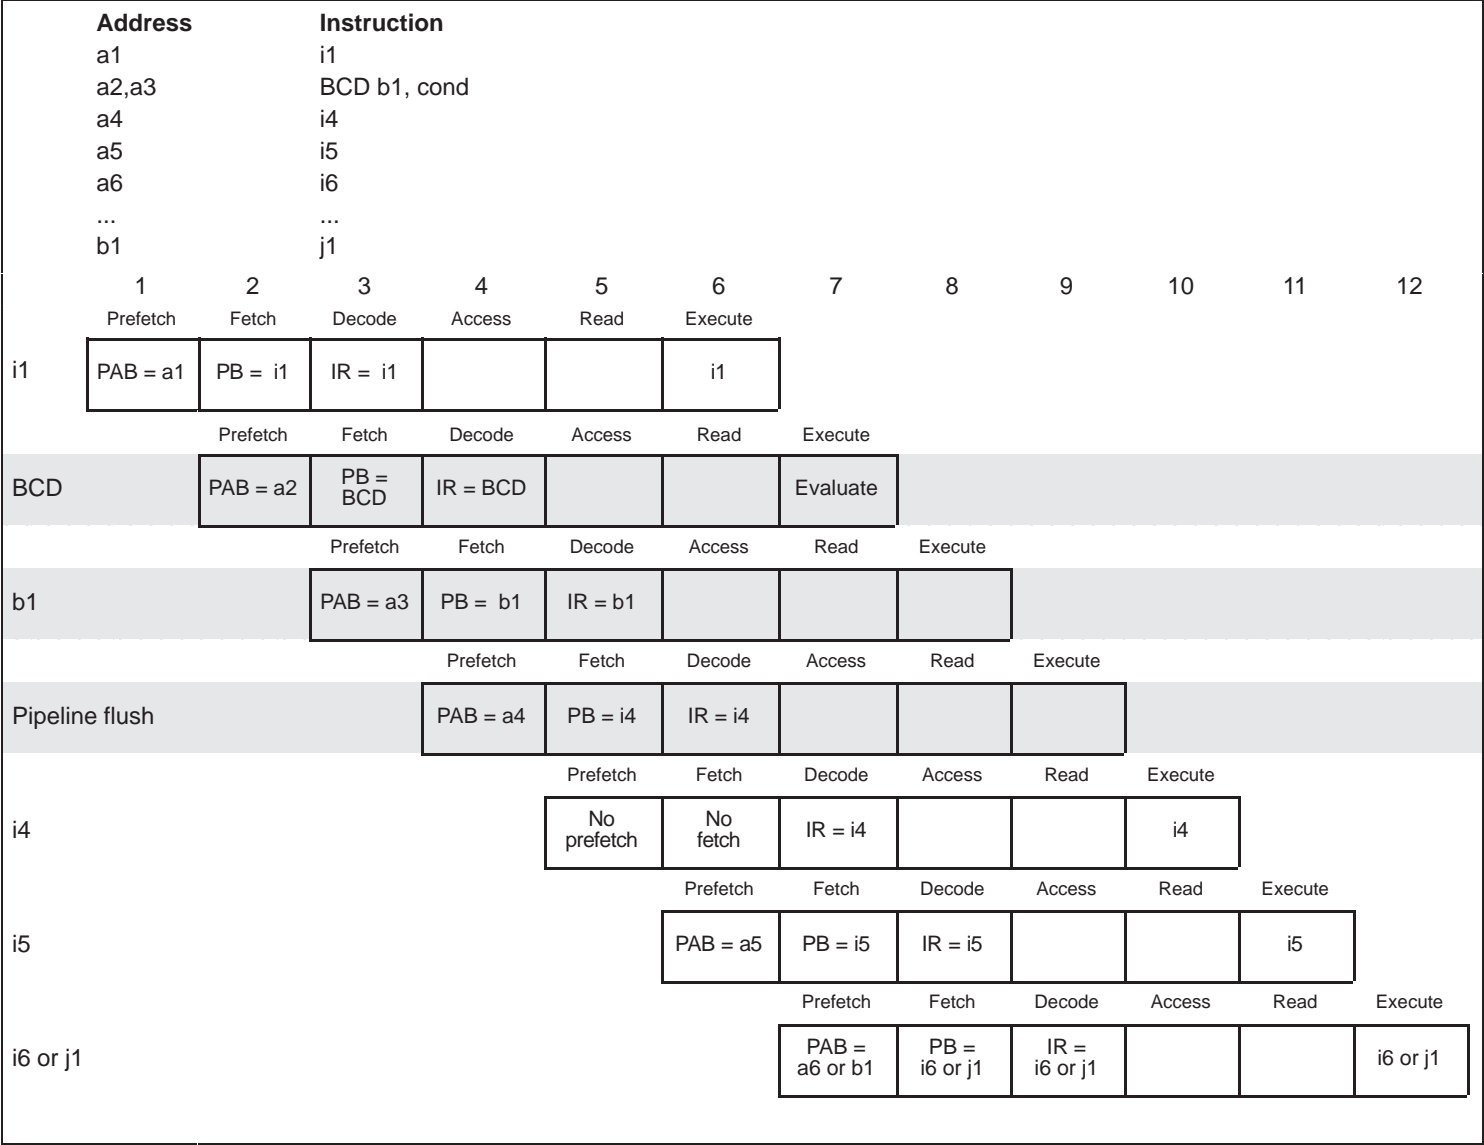 Address Instruction
a1 i1
a2,a3 BCD b1, cond
a4 i4
a5 i5
a6 i6
... ...
b1 j1
1 2 3 4 5 6 7 8 9 10 11 12
Prefetch Fetch Decode Access Read Execute
i1 PAB = a1 PB = i1 IR = i1 i1
Prefetch Fetch Decode Access Read Execute
BCD PAB = a2 PB = BCD IR = BCD Evaluate
Prefetch Fetch Decode Access Read Execute
b1 PAB = a3 PB = b1 IR = b1
Prefetch Fetch Decode Access Read Execute
Pipeline flush PAB = a4 PB = i4 IR = i4
Prefetch Fetch Decode Access Read Execute
i4 No prefetch No fetch IR = i4 i4
Prefetch Fetch Decode Access Read Execute
i5 PAB = a5 PB = i5 IR = i5 i5
Prefetch Fetch Decode Access Read Execute
i6 or j1 PAB = a6 or b1 PB = i6 or j1 IR = i6 or j1 i6 or j1